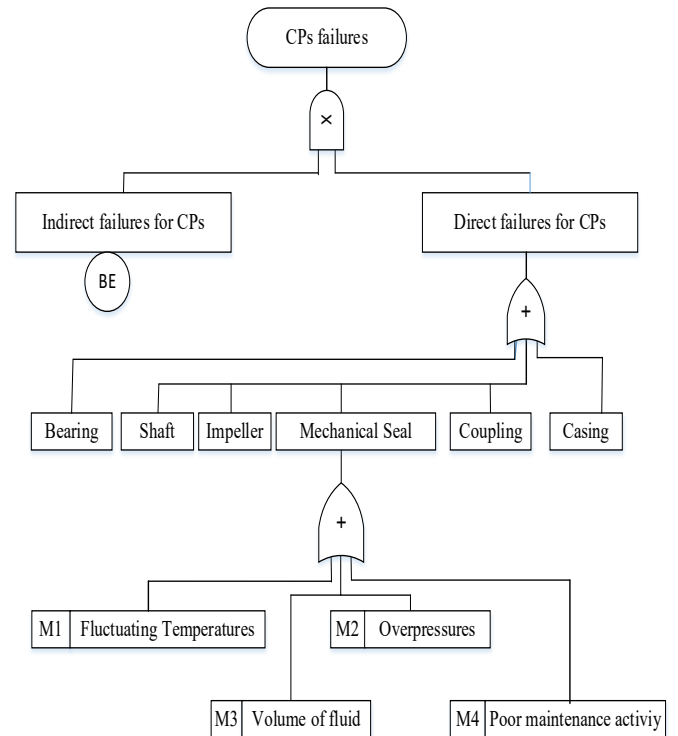 CPs failures
×
Indirect failures for CPs
Direct failures for CPs
BE
+
Bearing
Shaft
Impeller
Mechanical Seal
Coupling
Casing
+
M1 Fluctuating Temperatures
M2 Overpressures
M3 Volume of fluid
M4 Poor maintenance activiy